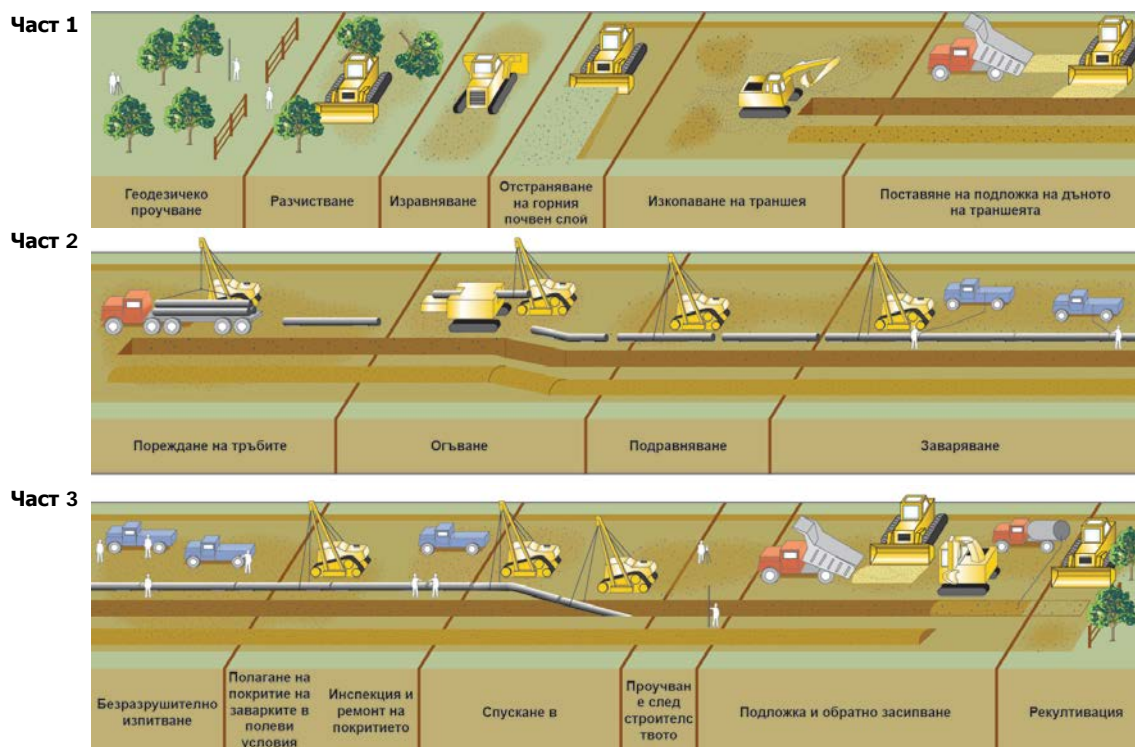 Част 1
Геодезичеко
проучване
Разчистване
Изравняване
Отстраняване
на горния
почвен слой
Изкопаване на траншея
Поставяне на подложка на дъното
на траншеята
Част 2
Пореждане на тръбите
Огъване
Подравняване
Заваряване
Част 3
Безразрушително
изпитване
Полагане на
покритие на
заварките в
полеви
условия
Инспекция и
ремонт на
покритието
Спускане в
Проучван
е след
строителс
твото
Подложка и обратно засипване
Рекултивация